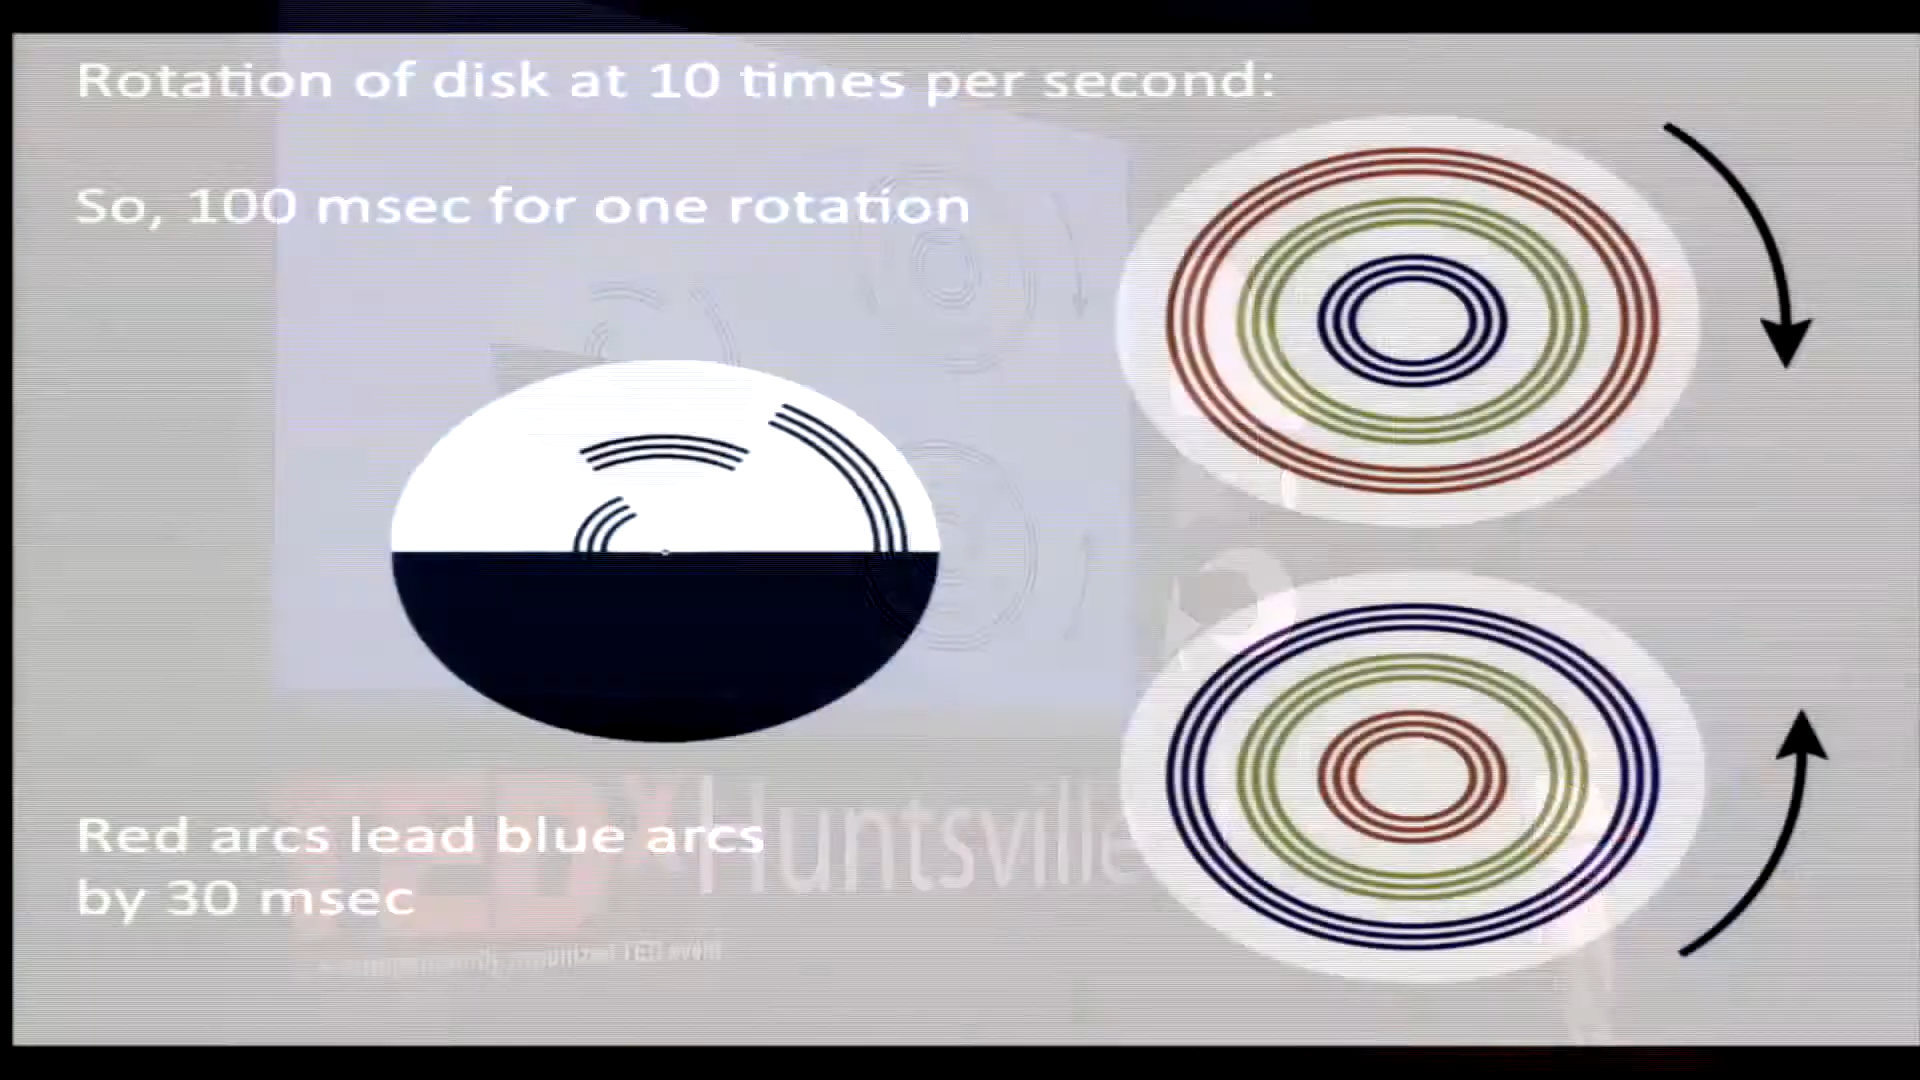 Rotation of disk at 10 times per second:
So, 100 msec for one rotation
Red arcs lead blue arcs
by 30 msec
TEDxHuntsville